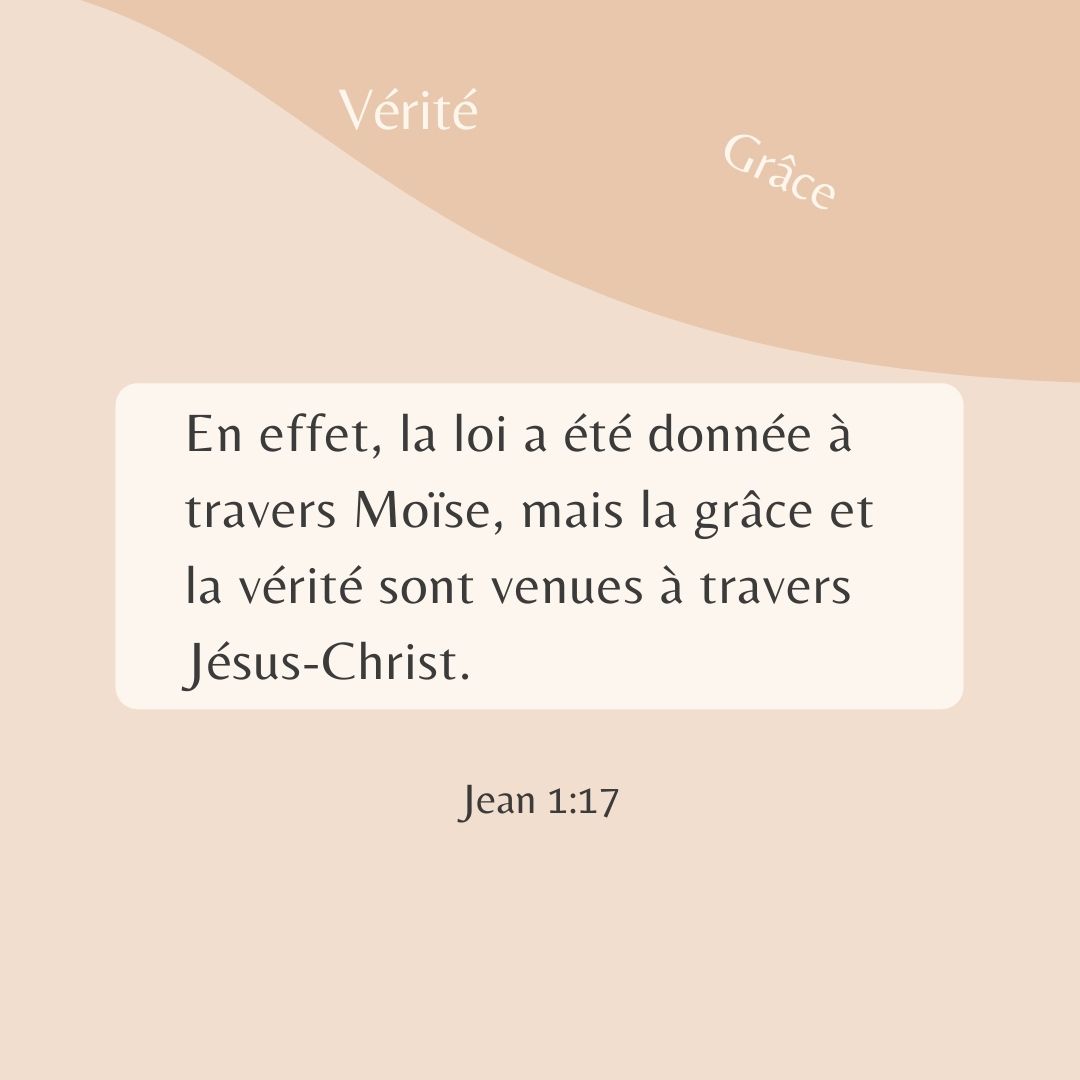 Vérité
Grâce
En effet, la loi a été donnée à
travers Moïse, mais la grâce et
la vérité sont venues à travers
Jésus-Christ.
Jean 1:17